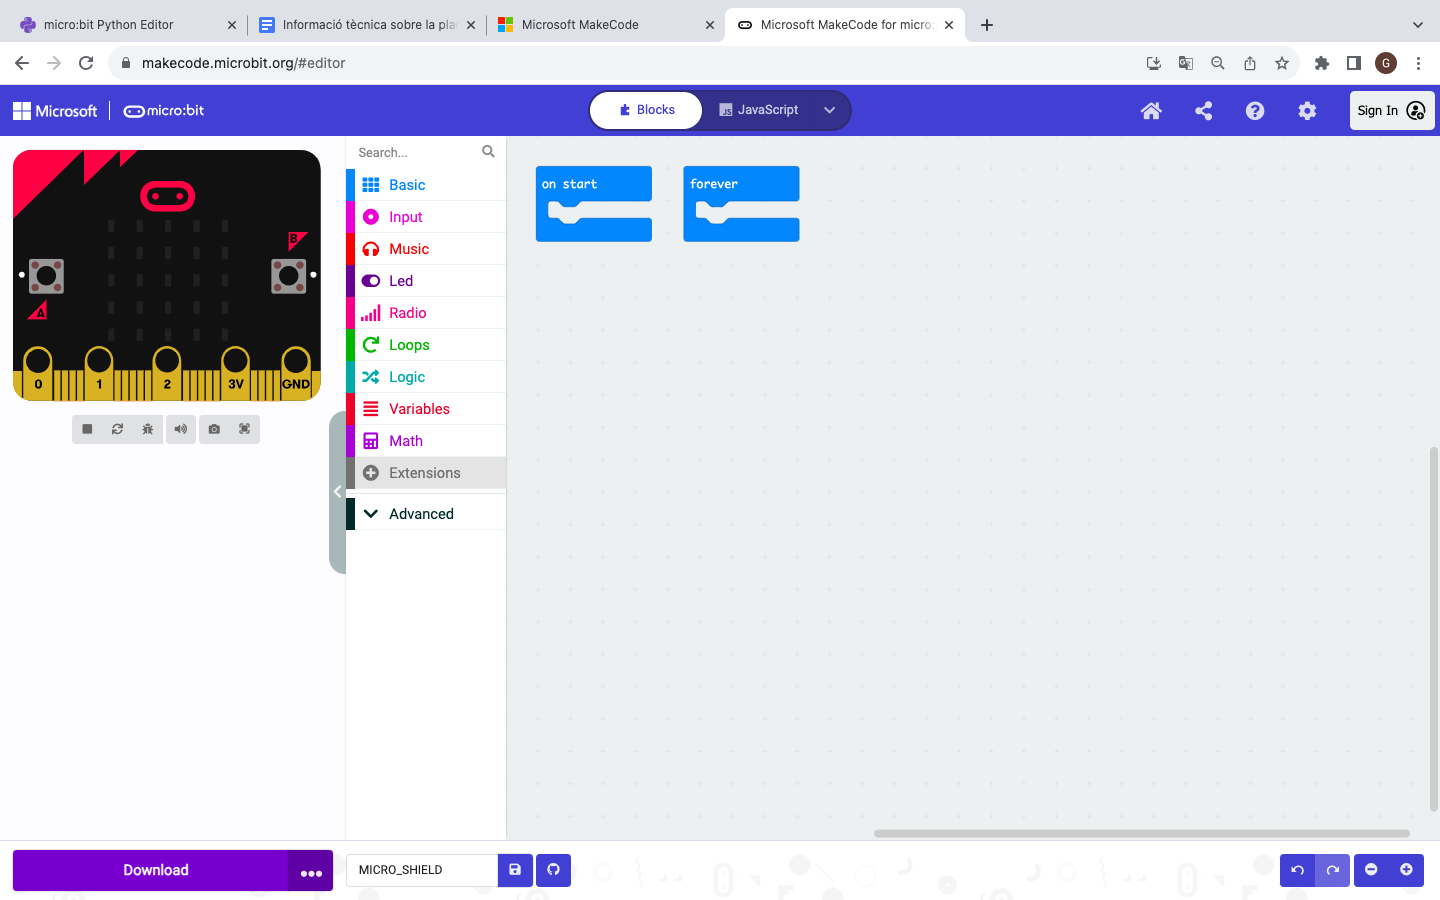 micro:bit Python Editor
Informació tècnica sobre la pla
Microsoft MakeCode
Microsoft MakeCode for micro:
makecode.microbit.org/#editor
G
Microsoft
micro:bit
Blocks
JS JavaScript
Sign In
Search...
Basic
Input
Music
Led
Radio
Loops
Logic
Variables
Math
Extensions
Advanced
on start
forever
B
A
0
1
2
3V
GND
Download
MICRO_SHIELD